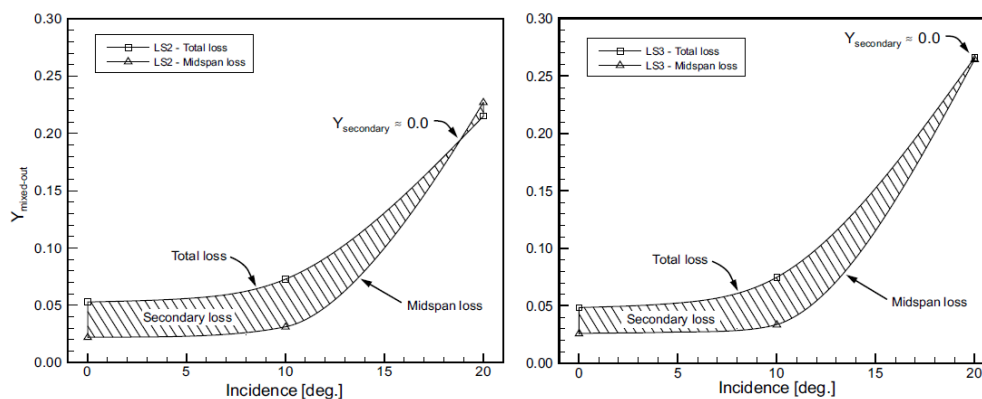 0.30
0.25
0.20
0.15
0.10
0.05
0.00
Y mixed-out
LS2 - Total loss
LS2 - Midspan loss
Y secondary ≈ 0.0
Total loss
Secondary loss
Midspan loss
0 5 10 15 20
Incidence [deg.]
0.30
0.25
0.20
0.15
0.10
0.05
0.00
LS3 - Total loss
LS3 - Midspan loss
Y secondary ≈ 0.0
Total loss
Secondary loss
Midspan loss
0 5 10 15 20
Incidence [deg.]